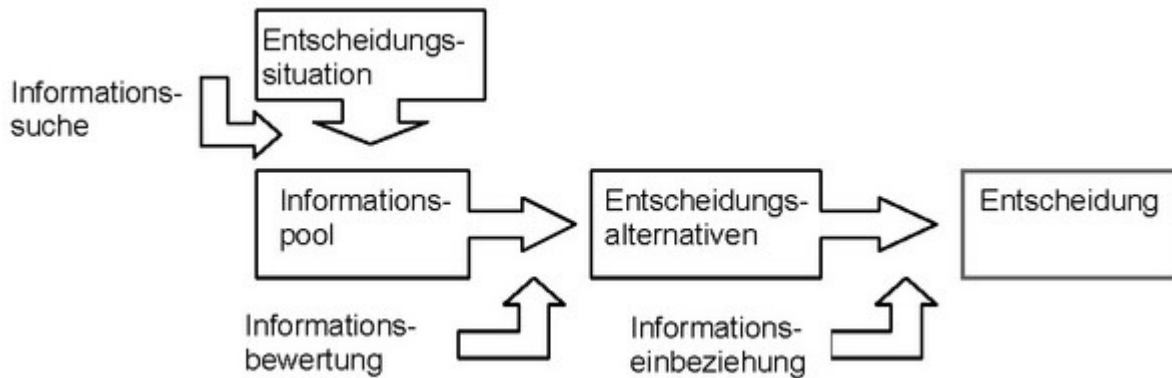 Entscheidungs-
situation
Informations-
suche
Informations-
pool
Entscheidungs-
alternativen
Entscheidung
Informations-
bewertung
Informations-
einbeziehung